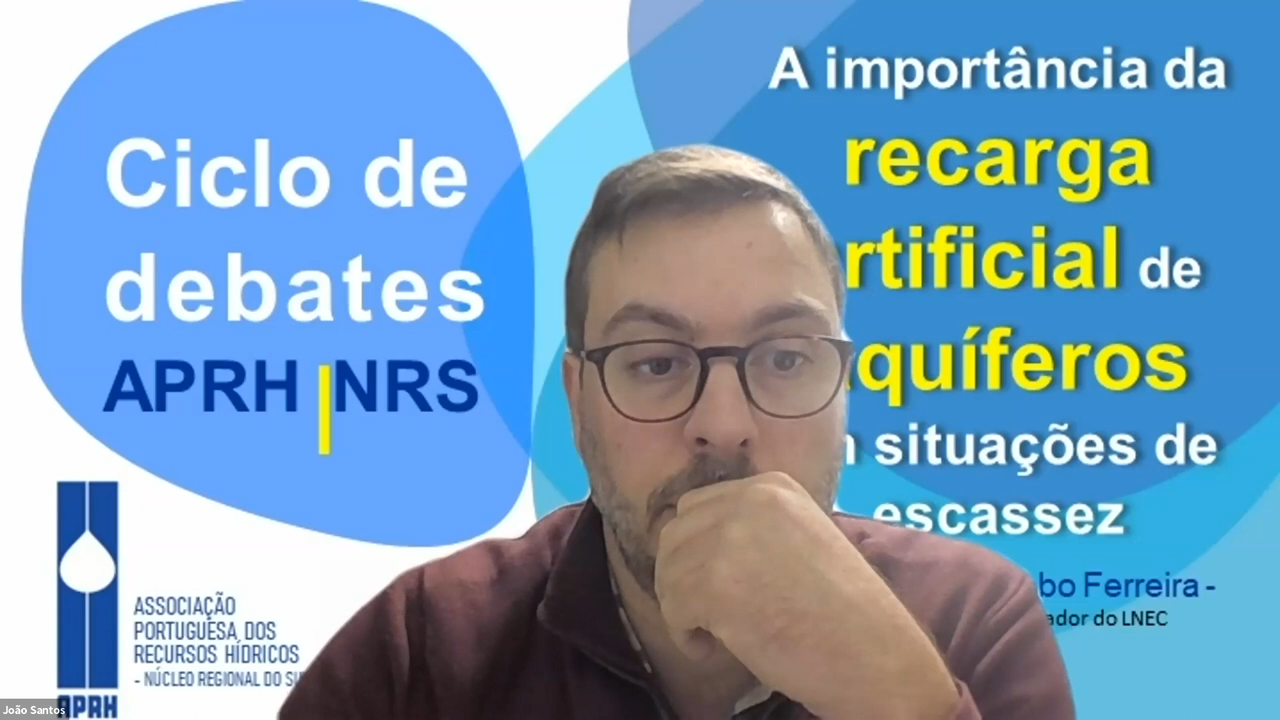 Ciclo de
debates
APRH | NRS
ASSOCIAÇÃO
PORTUGUESA DOS
RECURSOS HÍDRICOS
- NÚCLEO REGIONAL DO
APRH
João Santos
A importância da
recarga
rtificial de
quíferos
situações de
escassez
bo Ferreira -
ador do LNEC